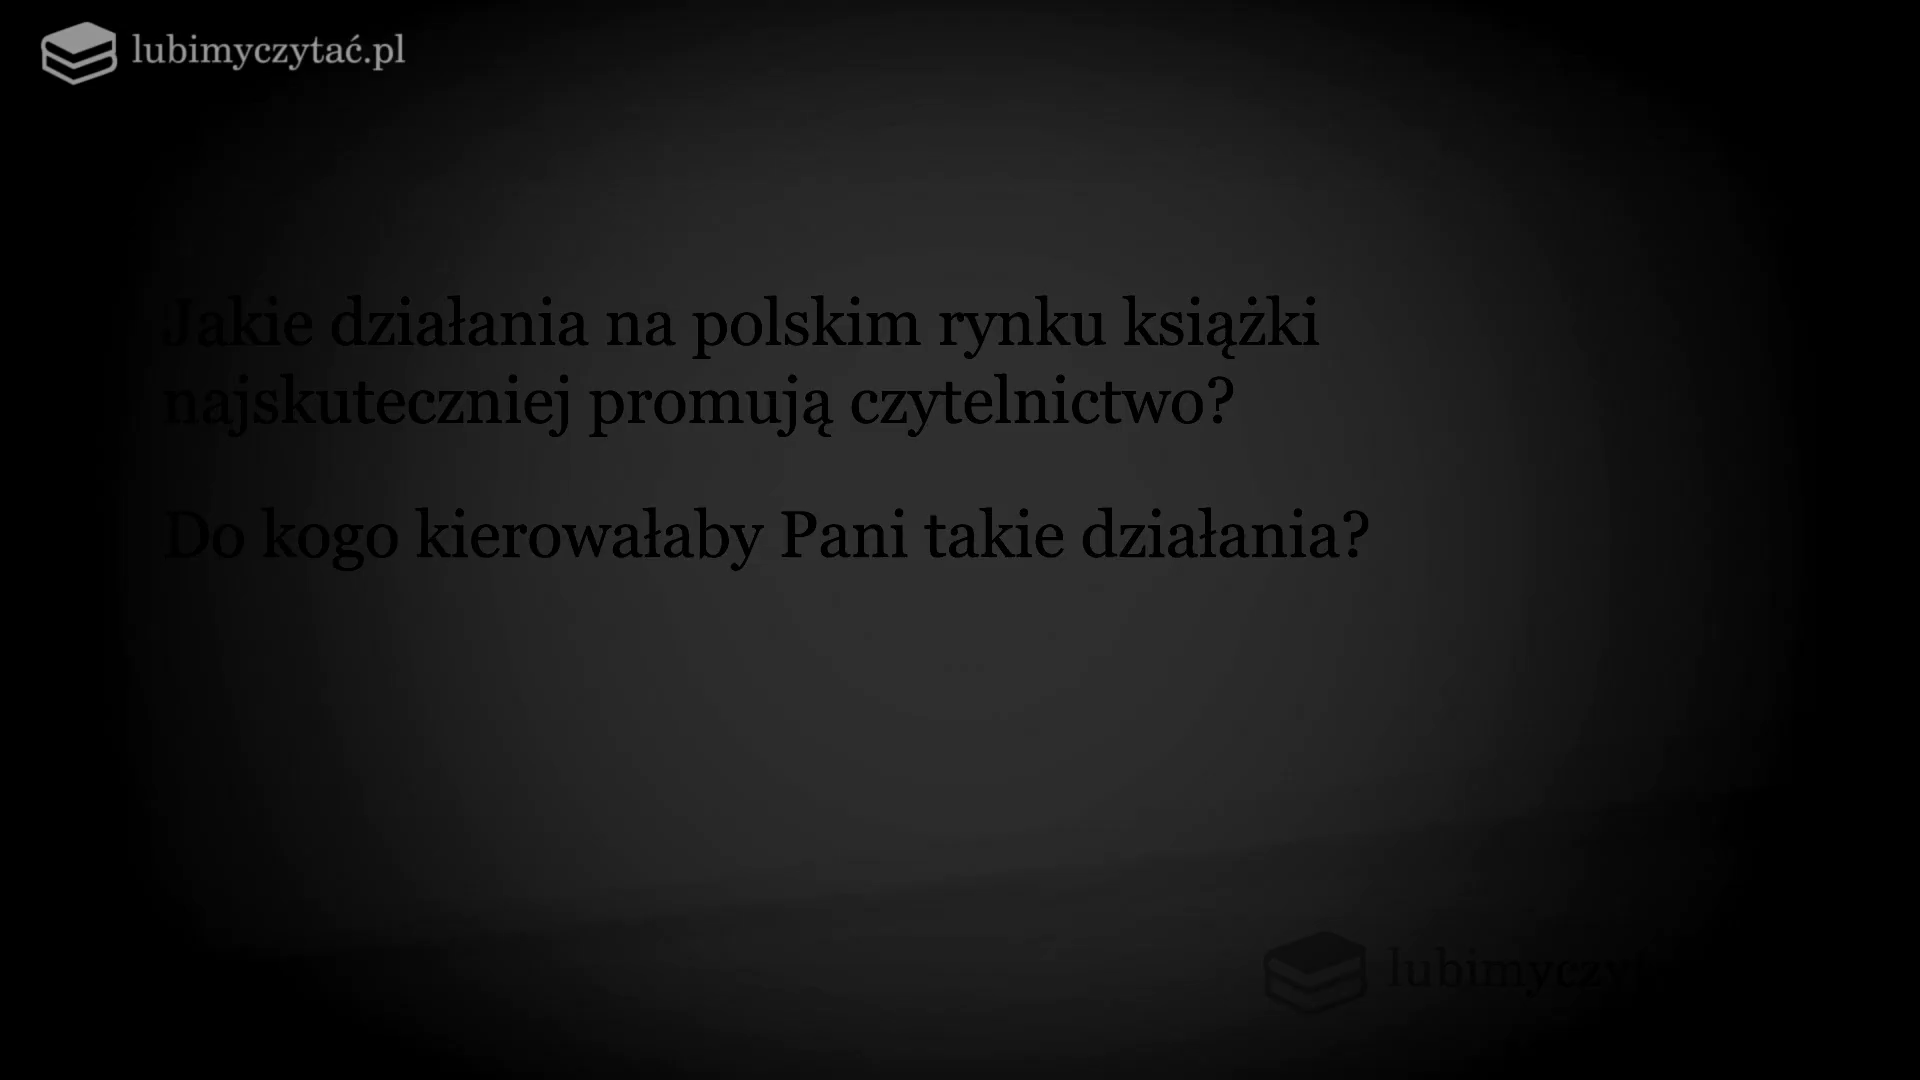 lubimyczytać.pl
Jakie działania na polskim rynku książki
najskuteczniej promują czytelnictwo?
Do kogo kierowałaby Pani takie działania?